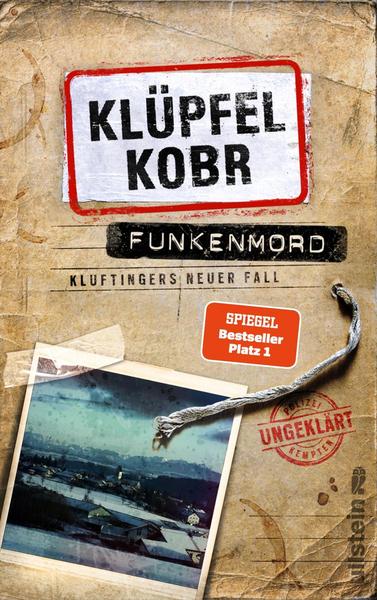 KLÜPFEL
KOBR
FUNKENMORD
KLUFTINGERS NEUER FALL
SPIEGEL
Bestseller
Platz 1
POLIZEI
UNGEKLÄRT
KEMPTEN
ullstein